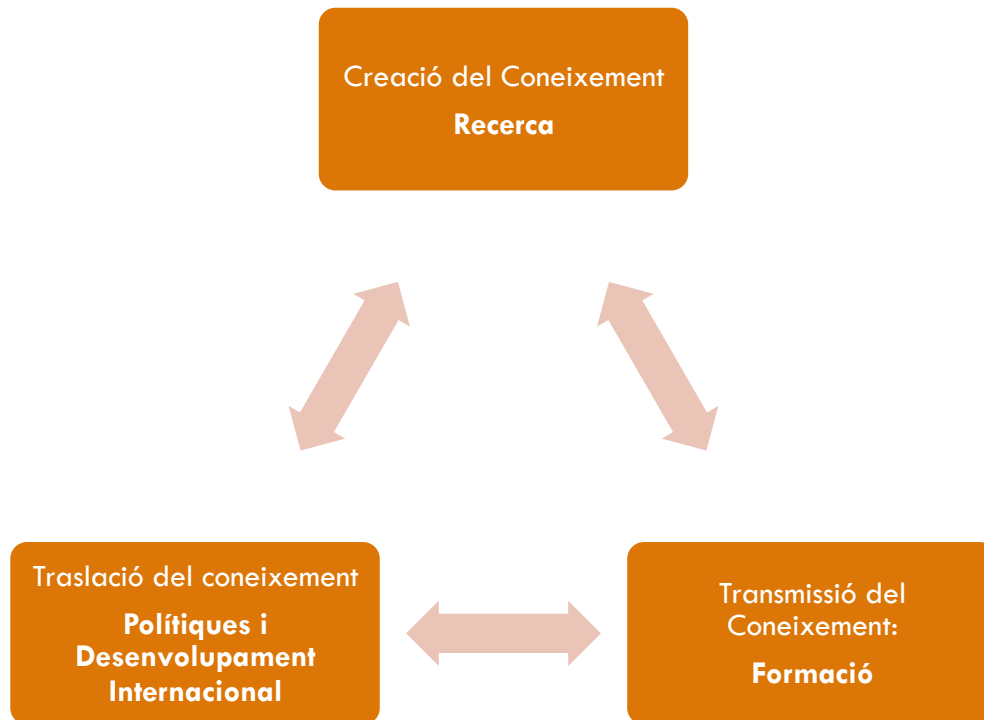 Creació del Coneixement
Recerca
Traslació del coneixement
Polítiques i
Desenvolupament
Internacional
Transmissió del
Coneixement:
Formació